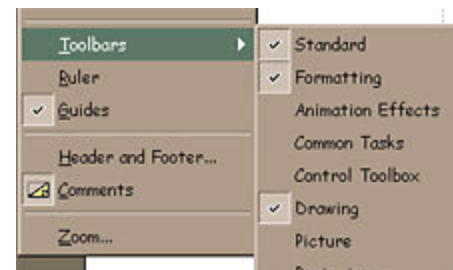 Toolbars
Ruler
Guides
Header and Footer...
Comments
Zoom...
Standard
Formatting
Animation Effects
Common Tasks
Control Toolbox
Drawing
Picture